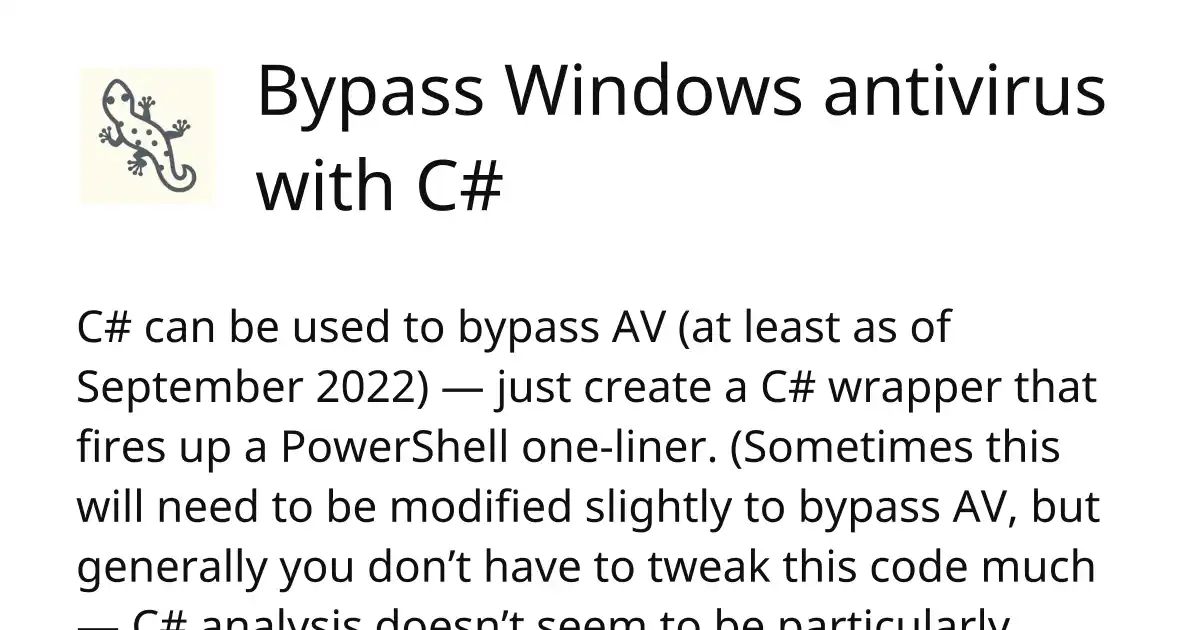 Bypass Windows antivirus
with C#
C# can be used to bypass AV (at least as of
September 2022) — just create a C# wrapper that
fires up a PowerShell one-liner. (Sometimes this
will need to be modified slightly to bypass AV, but
generally you don’t have to tweak this code much
— C# analysis doesn’t seem to be particularly